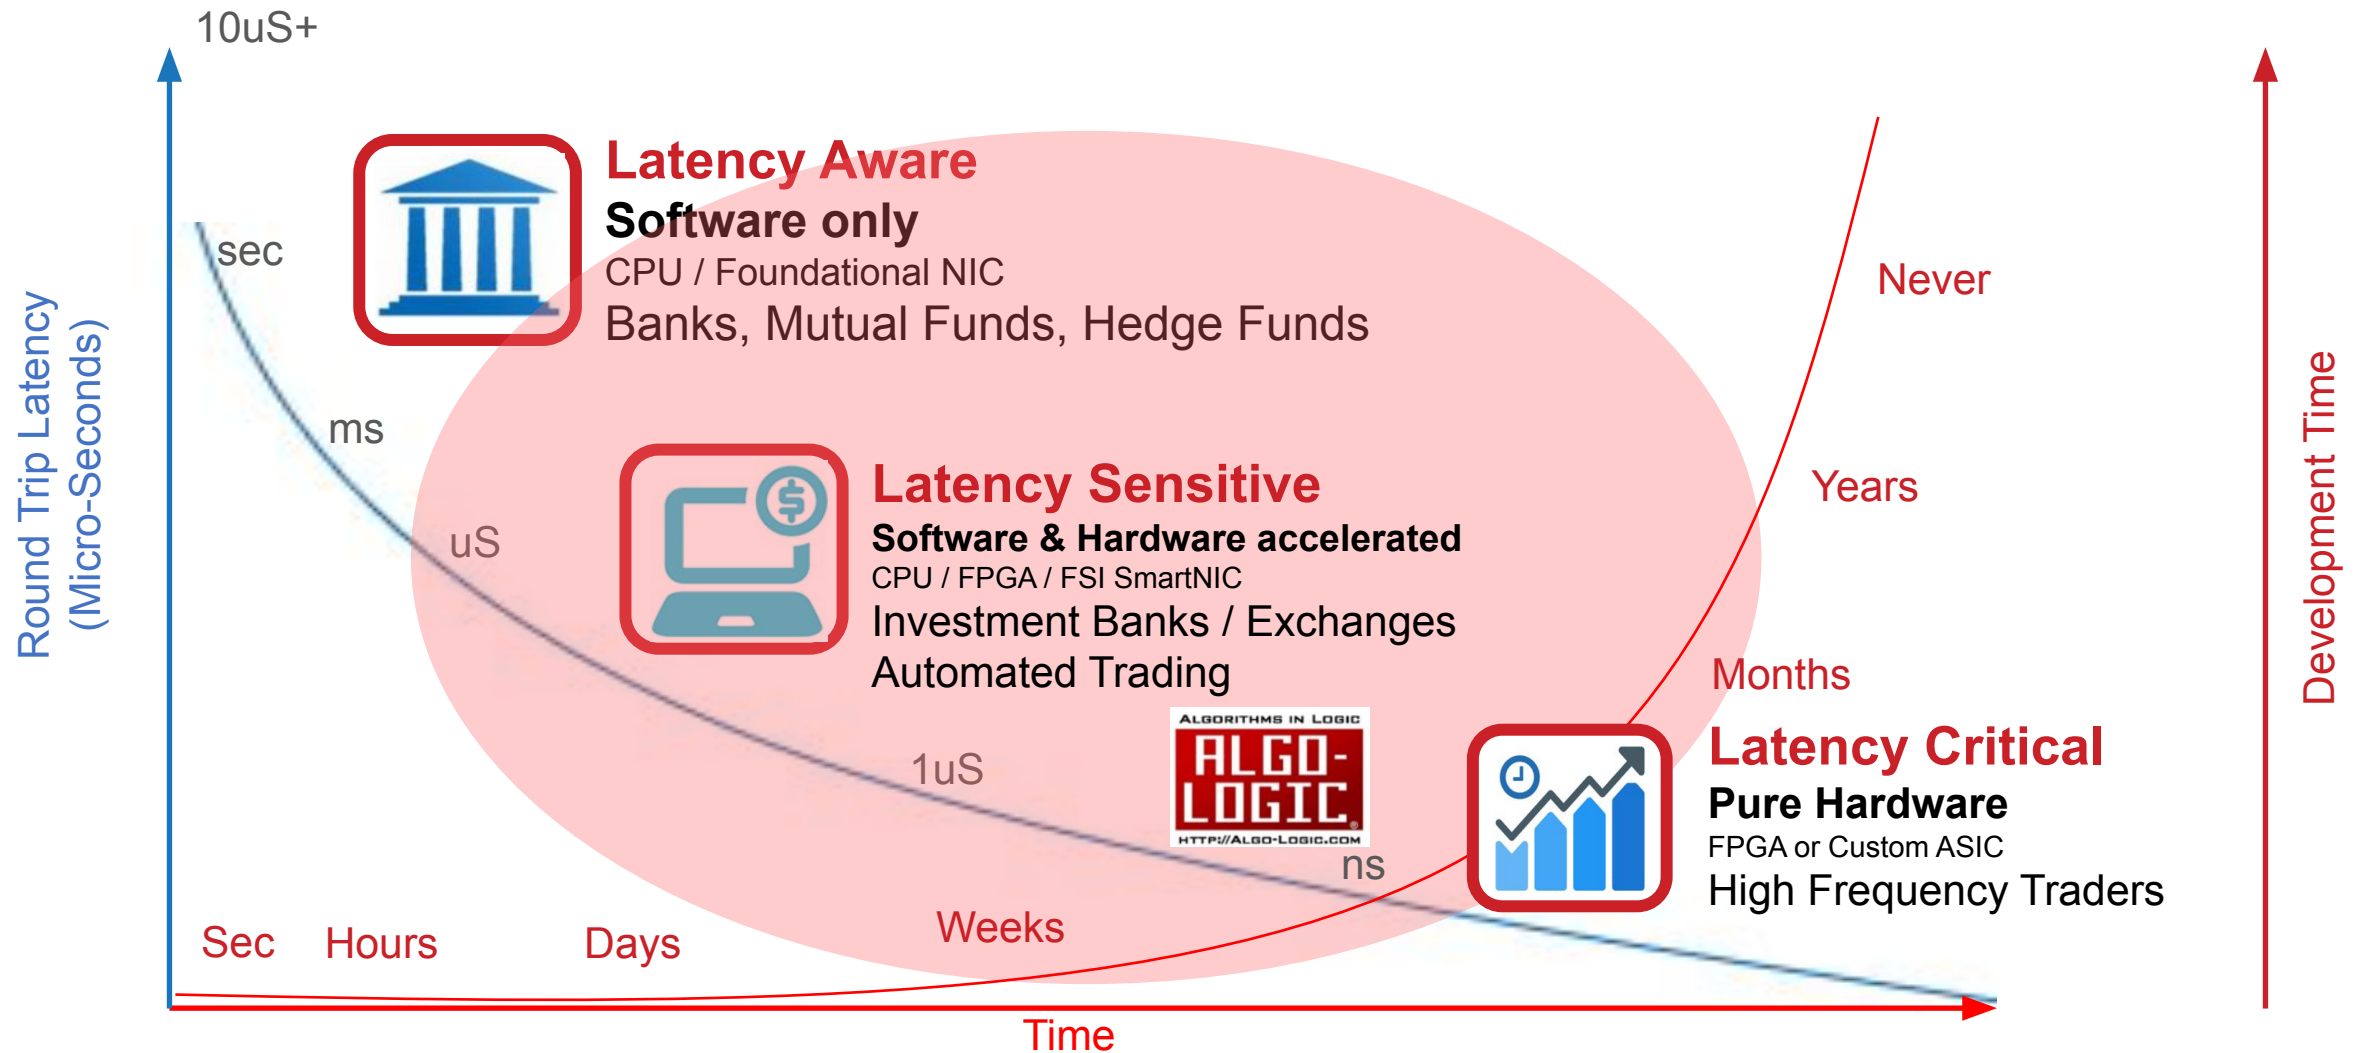 10uS+
Round Trip Latency
(Micro-Seconds)
Development Time
sec
ms
uS
1uS
ns
Latency Aware
Software only
CPU / Foundational NIC
Banks, Mutual Funds, Hedge Funds
Latency Sensitive
Software & Hardware accelerated
CPU / FPGA / FSI SmartNIC
Investment Banks / Exchanges
Automated Trading
ALGORITHMS IN LOGIC
ALGO-
LOGIC®
HTTP://ALGO-LOGIC.COM
Never
Years
Months
Latency Critical
Pure Hardware
FPGA or Custom ASIC
High Frequency Traders
Sec
Hours
Days
Weeks
Time